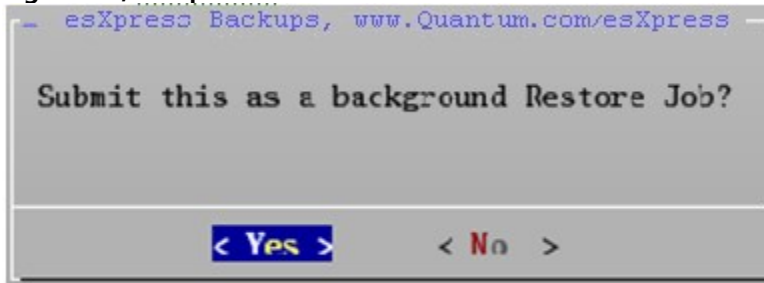 esXpress Backups, www.Quantum.com/esXpress
Submit this as a background Restore Job?
< Yes > < No >